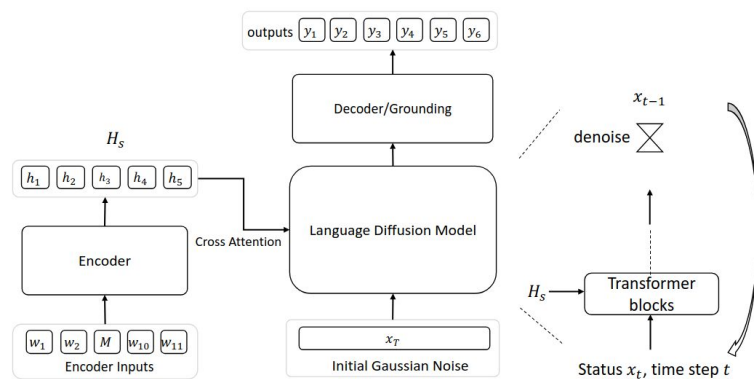 outputs y₁ y₂ y₃ y₄ y₅ y₆
Decoder/Grounding
Language Diffusion Model
Cross Attention
x_T
Initial Gaussian Noise
H_s
h₁ h₂ h₃ h₄ h₅
Encoder
w₁ w₂ M w₁₀ w₁₁
Encoder Inputs
x_{t−1}
denoise
H_s
Transformer
blocks
Status x_t, time step t